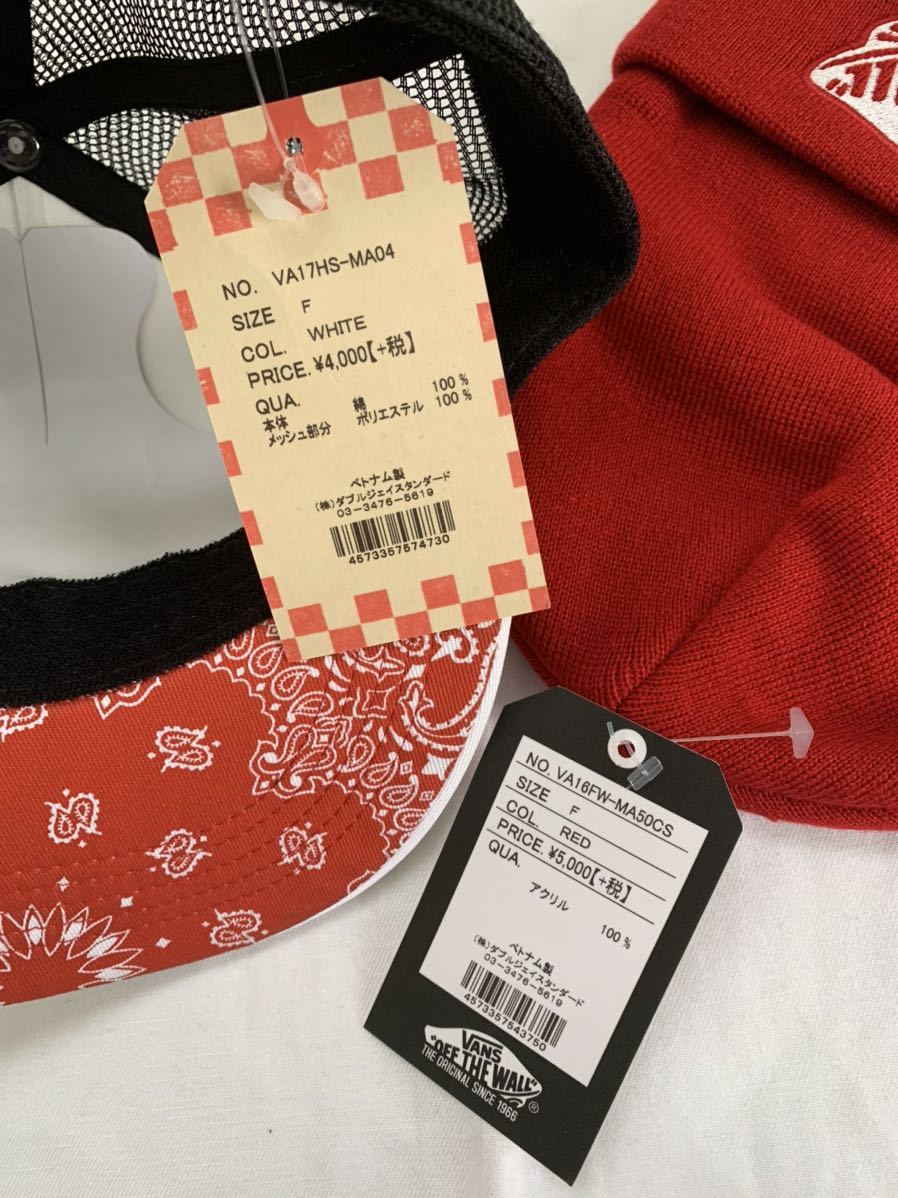 NO. VA17HS-MA04
SIZE F
COL. WHITE
PRICE. ¥4,000【+税】
QUA.
本体 綿 100 %
メッシュ部分 ポリエステル 100 %
ベトナム製
(株)ダブルジェイスタンダード
03-3476-5619
4573357574730
NO. VA16FW-MA50CS
SIZE F
COL. RED
PRICE. ¥5,000【+税】
QUA.
アクリル 100 %
ベトナム製
(株)ダブルジェイスタンダード
03-3476-5619
4573357543750
VANS
"OFF THE WALL"
THE ORIGINAL SINCE 1966
®